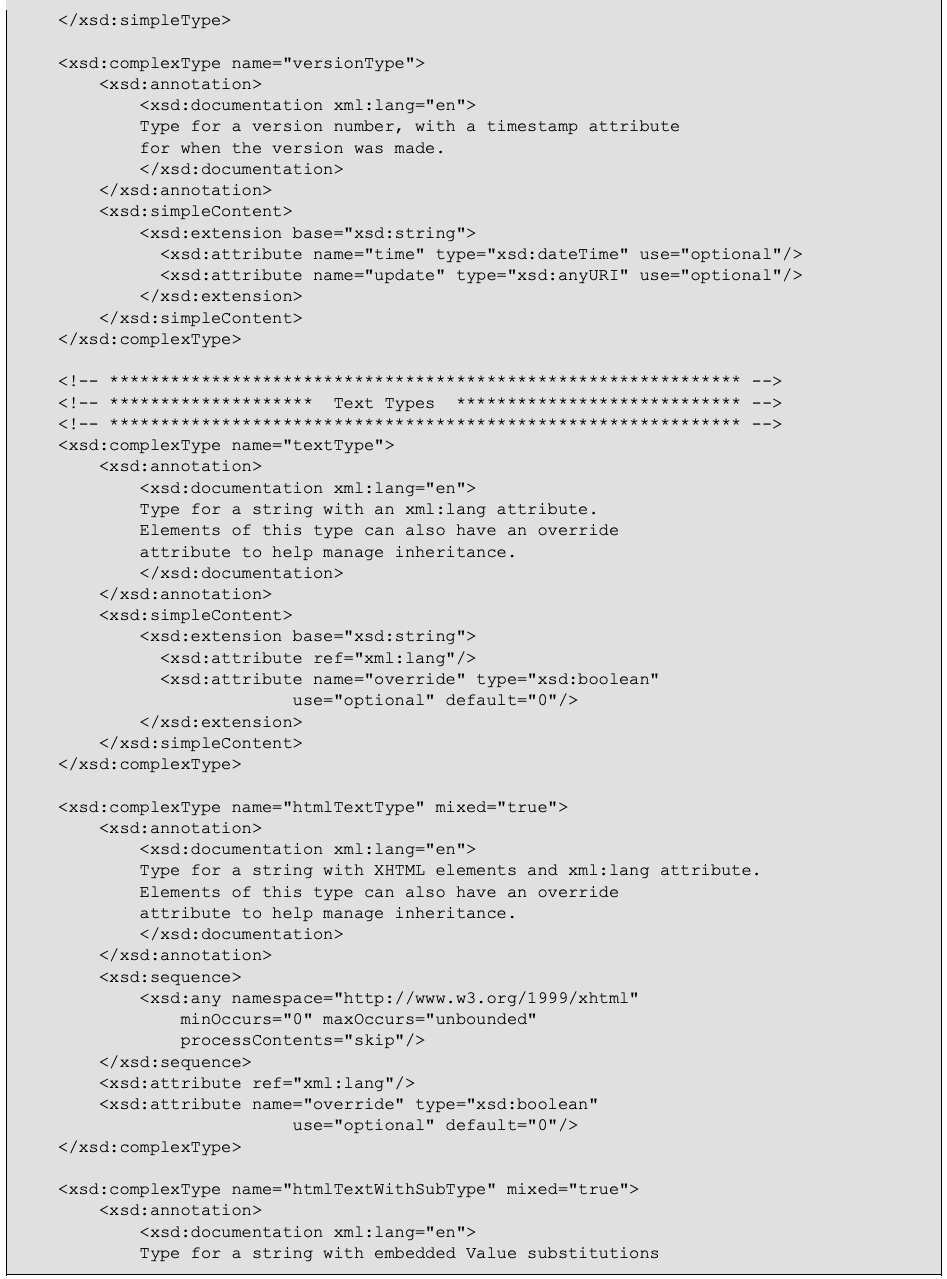 </xsd:simpleType>
<xsd:complexType name="versionType">
<xsd:annotation>
<xsd:documentation xml:lang="en">
Type for a version number, with a timestamp attribute
for when the version was made.
</xsd:documentation>
</xsd:annotation>
<xsd:simpleContent>
<xsd:extension base="xsd:string">
<xsd:attribute name="time" type="xsd:dateTime" use="optional"/>
<xsd:attribute name="update" type="xsd:anyURI" use="optional"/>
</xsd:extension>
</xsd:simpleContent>
</xsd:complexType>
<!-- ************************************************************** -->
<!-- ******************** Text Types **************************** -->
<!-- ************************************************************** -->
<xsd:complexType name="textType">
<xsd:annotation>
<xsd:documentation xml:lang="en">
Type for a string with an xml:lang attribute.
Elements of this type can also have an override
attribute to help manage inheritance.
</xsd:documentation>
</xsd:annotation>
<xsd:simpleContent>
<xsd:extension base="xsd:string">
<xsd:attribute ref="xml:lang"/>
<xsd:attribute name="override" type="xsd:boolean"
use="optional" default="0"/>
</xsd:extension>
</xsd:simpleContent>
</xsd:complexType>
<xsd:complexType name="htmlTextType" mixed="true">
<xsd:annotation>
<xsd:documentation xml:lang="en">
Type for a string with XHTML elements and xml:lang attribute.
Elements of this type can also have an override
attribute to help manage inheritance.
</xsd:documentation>
</xsd:annotation>
<xsd:sequence>
<xsd:any namespace="http://www.w3.org/1999/xhtml"
minOccurs="0" maxOccurs="unbounded"
processContents="skip"/>
</xsd:sequence>
<xsd:attribute ref="xml:lang"/>
<xsd:attribute name="override" type="xsd:boolean"
use="optional" default="0"/>
</xsd:complexType>
<xsd:complexType name="htmlTextWithSubType" mixed="true">
<xsd:annotation>
<xsd:documentation xml:lang="en">
Type for a string with embedded Value substitutions